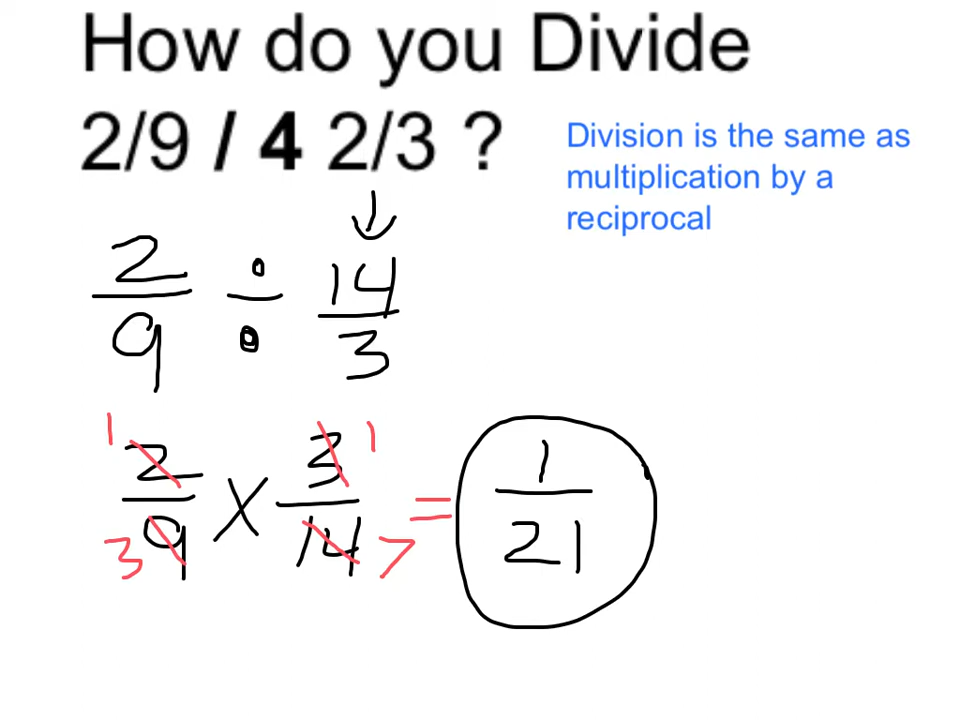 How do you Divide
2/9 / 4 2/3 ?
Division is the same as
multiplication by a
reciprocal
2/9 ÷ 14/3
1 2/9 3 × 3/14 1 7 = 1/21